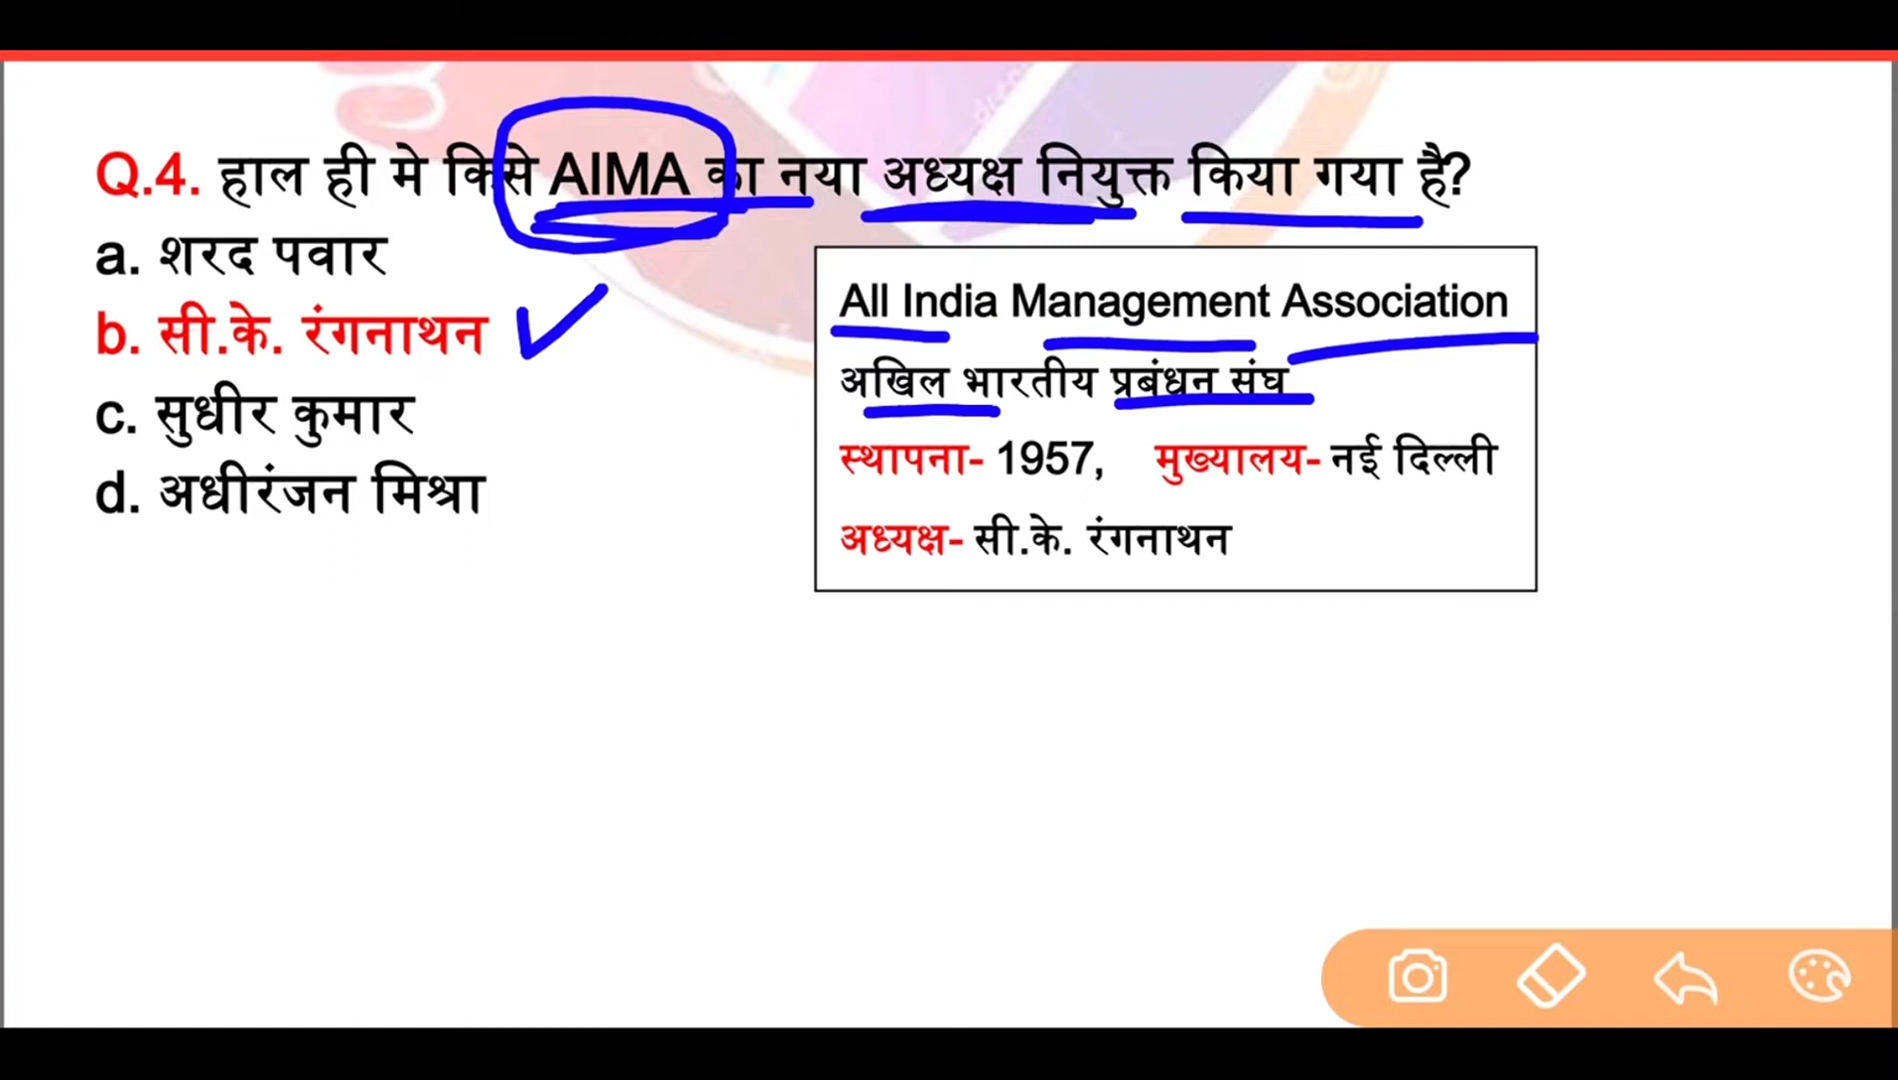 Q.4. हाल ही मे किसे AIMA का नया अध्यक्ष नियुक्त किया गया है?
a. शरद पवार
b. सी.के. रंगनाथन
c. सुधीर कुमार
d. अधीरंजन मिश्रा
All India Management Association
अखिल भारतीय प्रबंधन संघ
स्थापना- 1957, मुख्यालय- नई दिल्ली
अध्यक्ष- सी.के. रंगनाथन